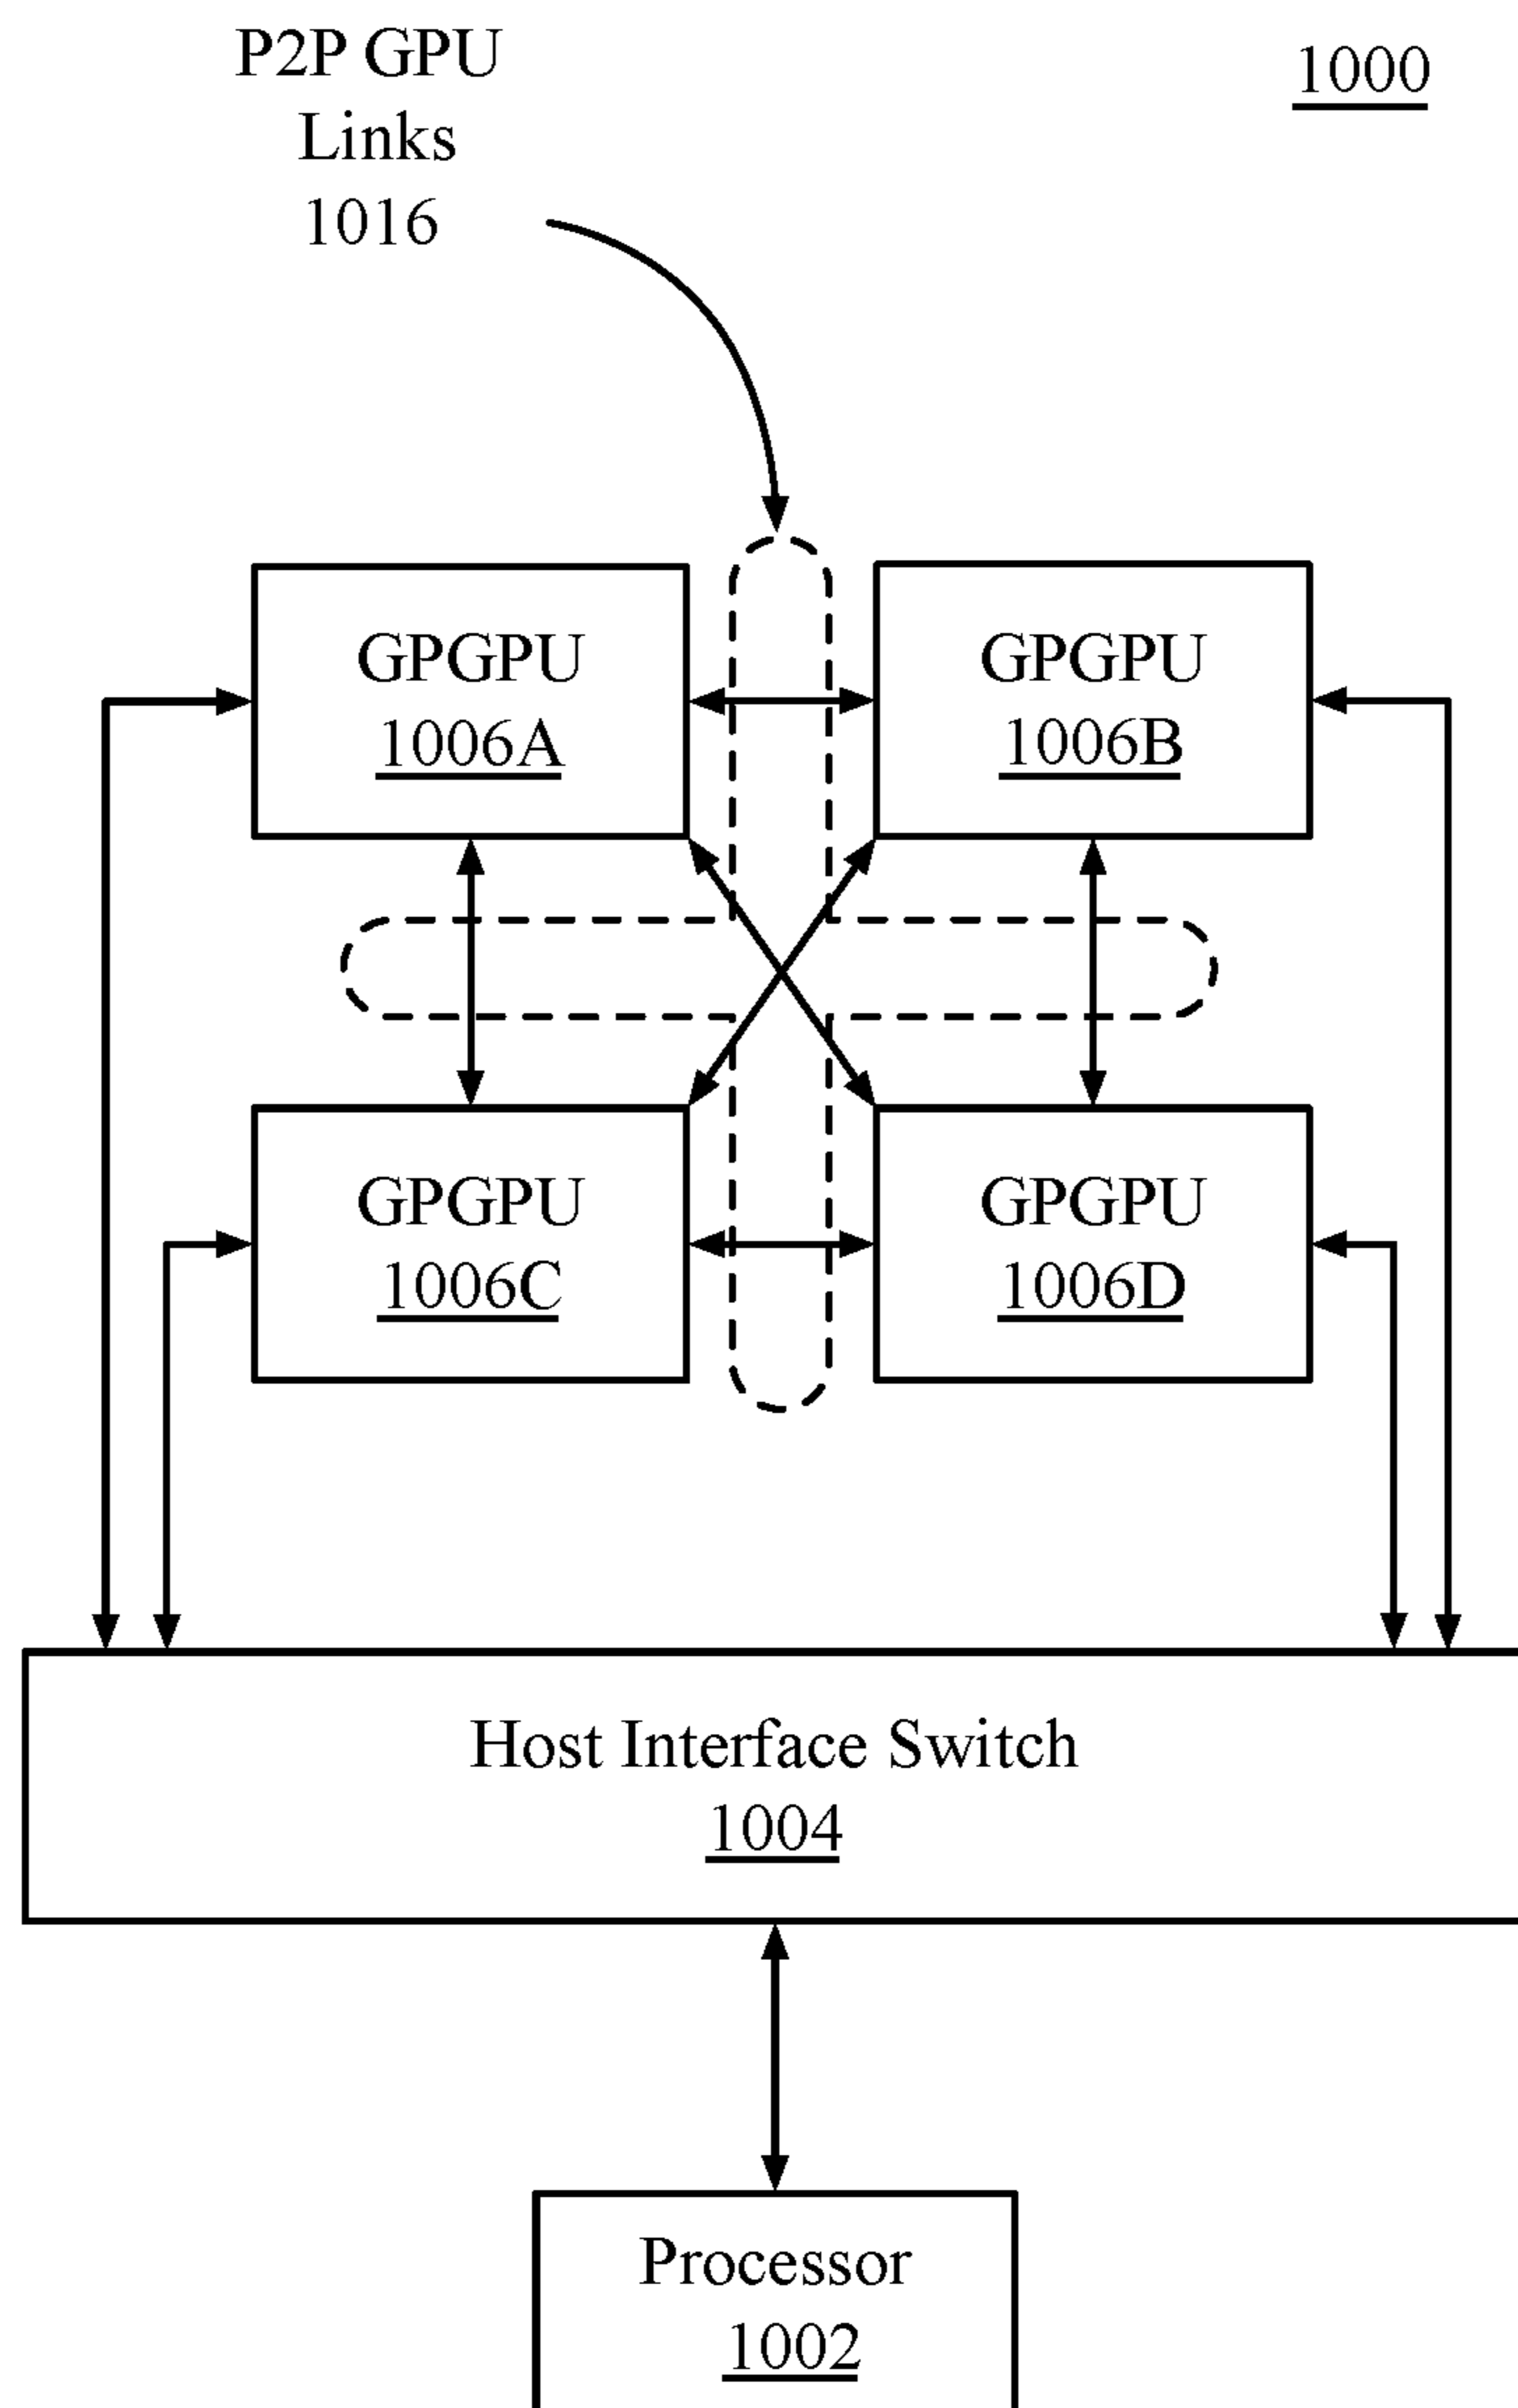 P2P GPU
Links
1016
1000
GPGPU
1006A
GPGPU
1006B
GPGPU
1006C
GPGPU
1006D
Host Interface Switch
1004
Processor
1002